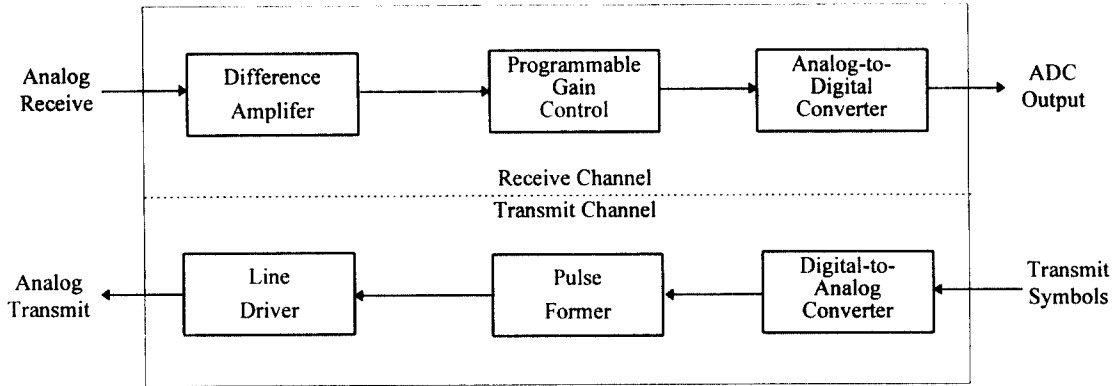 Analog
Receive
Difference
Amplifer
Programmable
Gain
Control
Analog-to-
Digital
Converter
ADC
Output
Receive Channel
Transmit Channel
Analog
Transmit
Line
Driver
Pulse
Former
Digital-to-
Analog
Converter
Transmit
Symbols